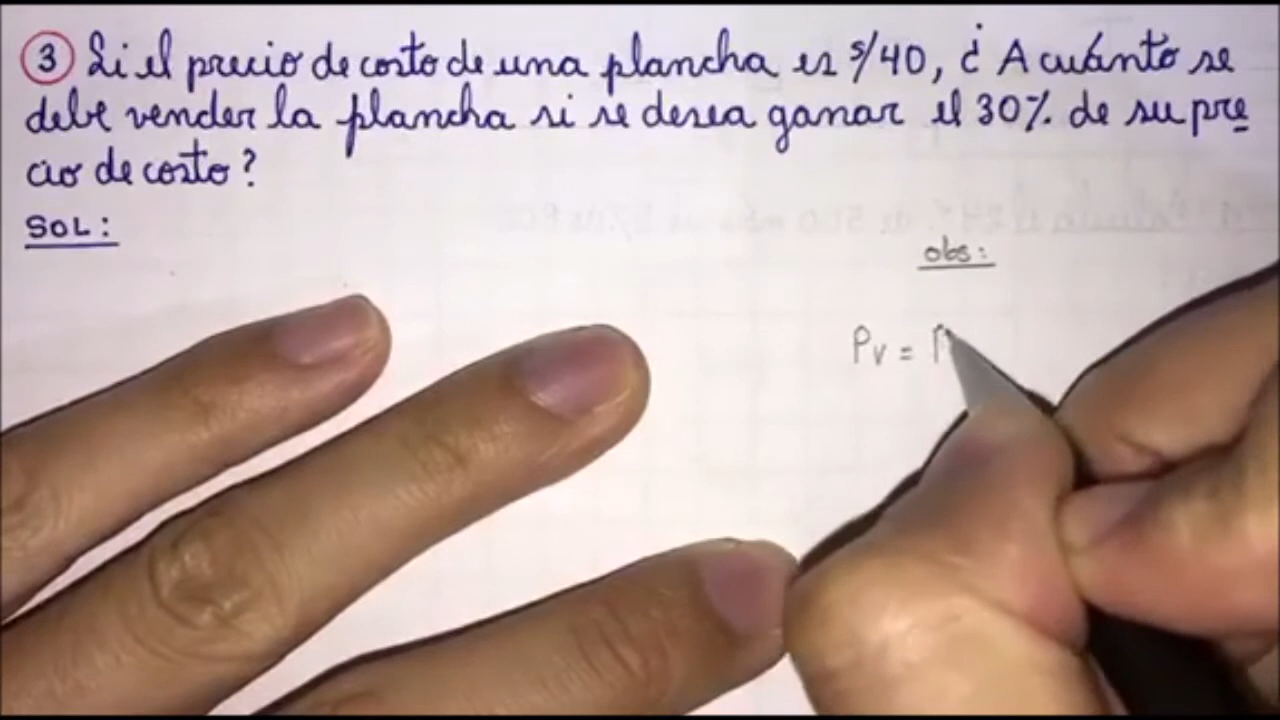 3 Si el precio de costo de una plancha es s/40, ¿ A cuánto se
debe vender la plancha si se desea ganar el 30% de su pre
cio de costo?
SOL:
obs:
Pv = P